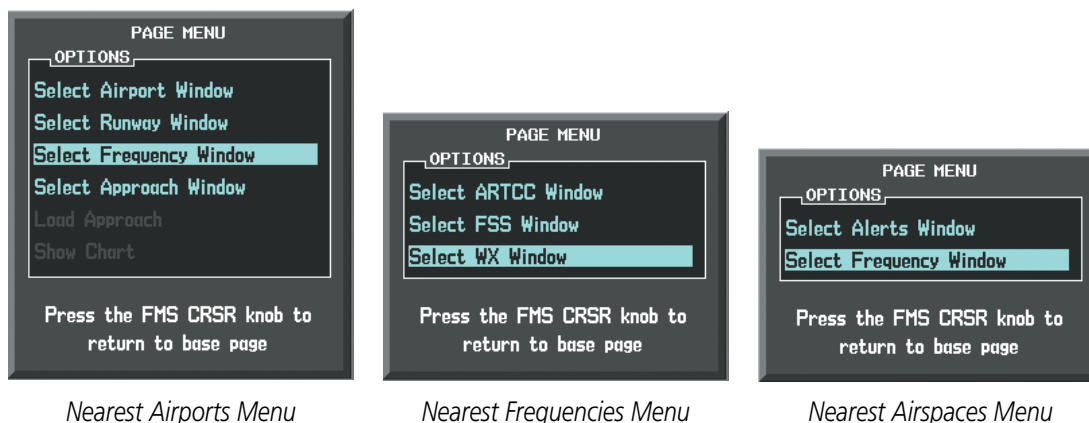 PAGE MENU
OPTIONS
Select Airport Window
Select Runway Window
Select Frequency Window
Select Approach Window
Load Approach
Show Chart
Press the FMS CRSR knob to
return to base page
Nearest Airports Menu
PAGE MENU
OPTIONS
Select ARTCC Window
Select FSS Window
Select WX Window
Press the FMS CRSR knob to
return to base page
Nearest Frequencies Menu
PAGE MENU
OPTIONS
Select Alerts Window
Select Frequency Window
Press the FMS CRSR knob to
return to base page
Nearest Airspaces Menu